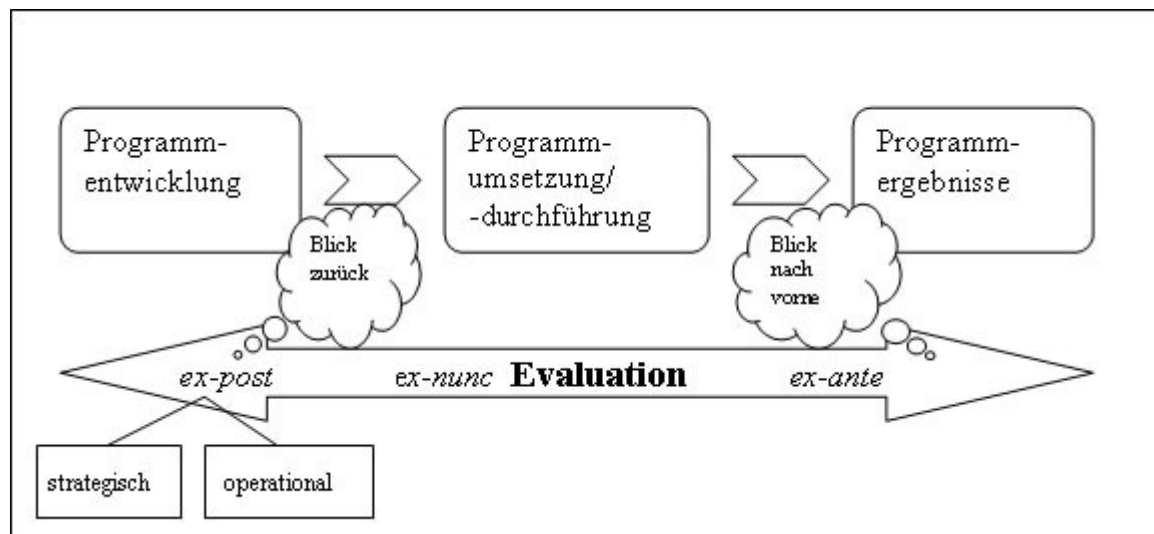 Programm-
entwicklung
Programm-
umsetzung/
-durchführung
Programm-
ergebnisse
Blick
zurück
Blick
nach
vorne
ex-post
ex-nunc Evaluation
ex-ante
strategisch
operational